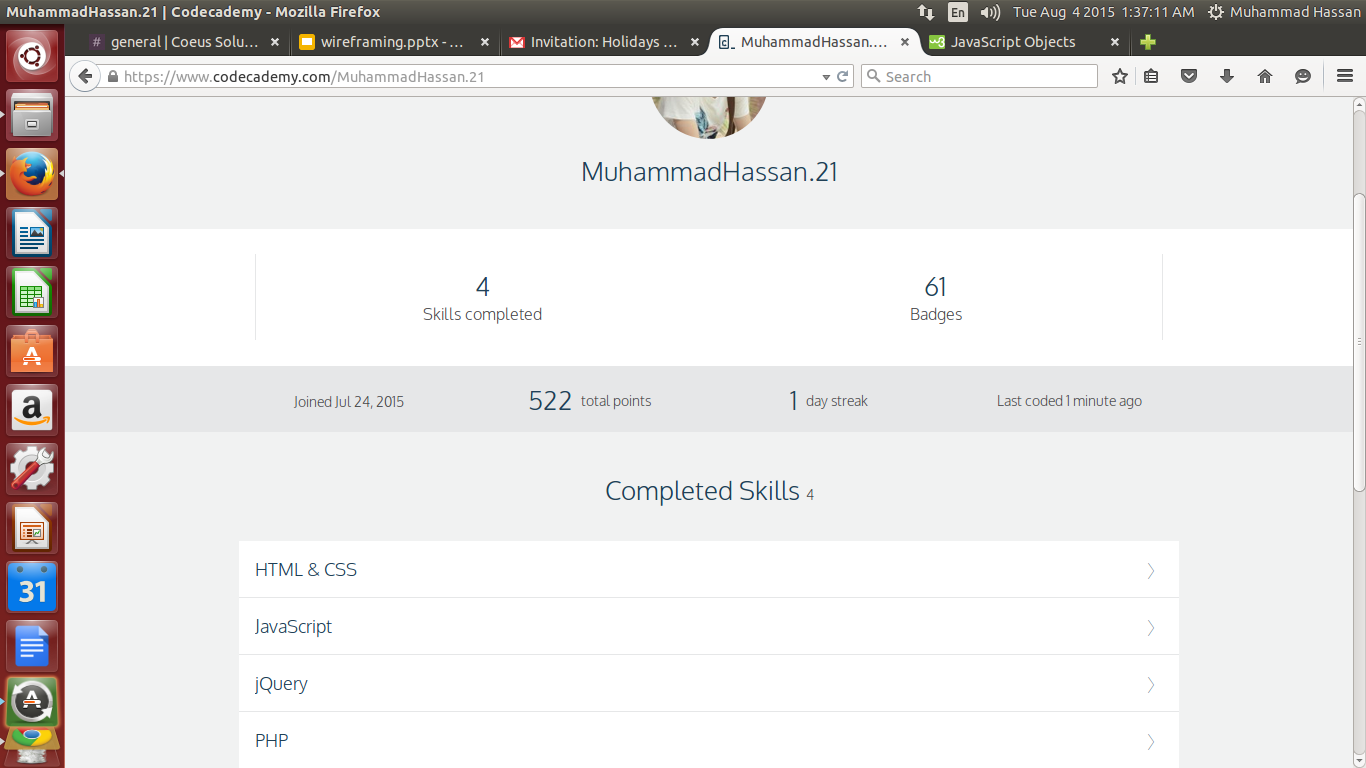 MuhammadHassan.21 | Codecademy - Mozilla Firefox
En
Tue Aug 4 2015 1:37:11 AM
Muhammad Hassan
# general | Coeus Solu...
wireframing.pptx - ...
Invitation: Holidays ...
MuhammadHassan....
JavaScript Objects
https://www.codecademy.com/MuhammadHassan.21
Search
MuhammadHassan.21
4
Skills completed
61
Badges
Joined Jul 24, 2015
522 total points
1 day streak
Last coded 1 minute ago
Completed Skills 4
HTML & CSS
JavaScript
jQuery
PHP
a
31